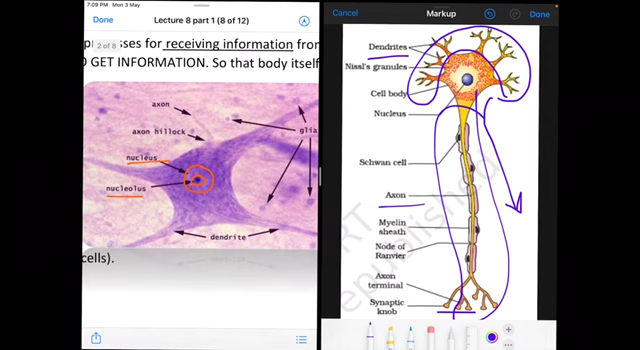 7:09 PM Mon 3 May
Done
Lecture 8 part 1 (8 of 12)
2 of 8
esses for receiving information fro
O GET INFORMATION. So that body itself
axon
axon hillock
glia
nucleus
nucleolus
dendrite
cells).
Cancel
Markup
Done
Dendrites
Nissl's granules
Cell body
Nucleus
Schwan cell
Axon
Myelin
sheath
Node of
Ranvier
Axon
terminal
Synaptic
knob